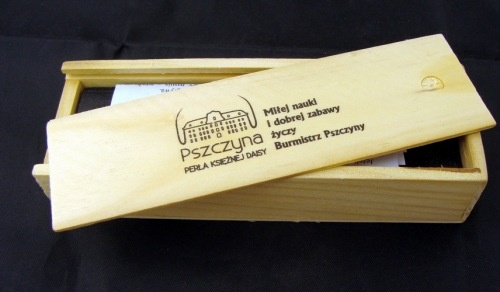 Pszczyna
PERŁA KSIĘŻNEJ DAISY
Miłej nauki
i dobrej zabawy
życzy
Burmistrz Pszczyny